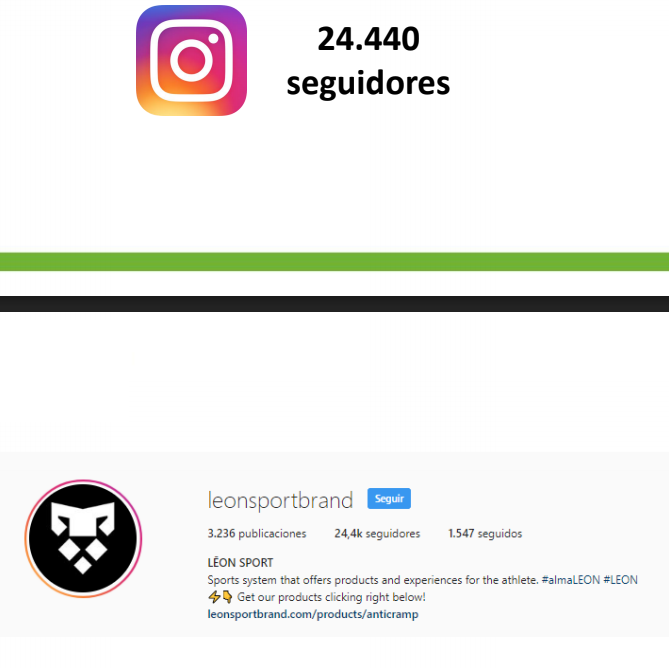 24.440
seguidores
leonsportbrand Seguir
3.236 publicaciones 24,4k seguidores 1.547 seguidos
LĒON SPORT
Sports system that offers products and experiences for the athlete. #almaLEON #LEON
⚡👇 Get our products clicking right below!
leonsportbrand.com/products/anticramp